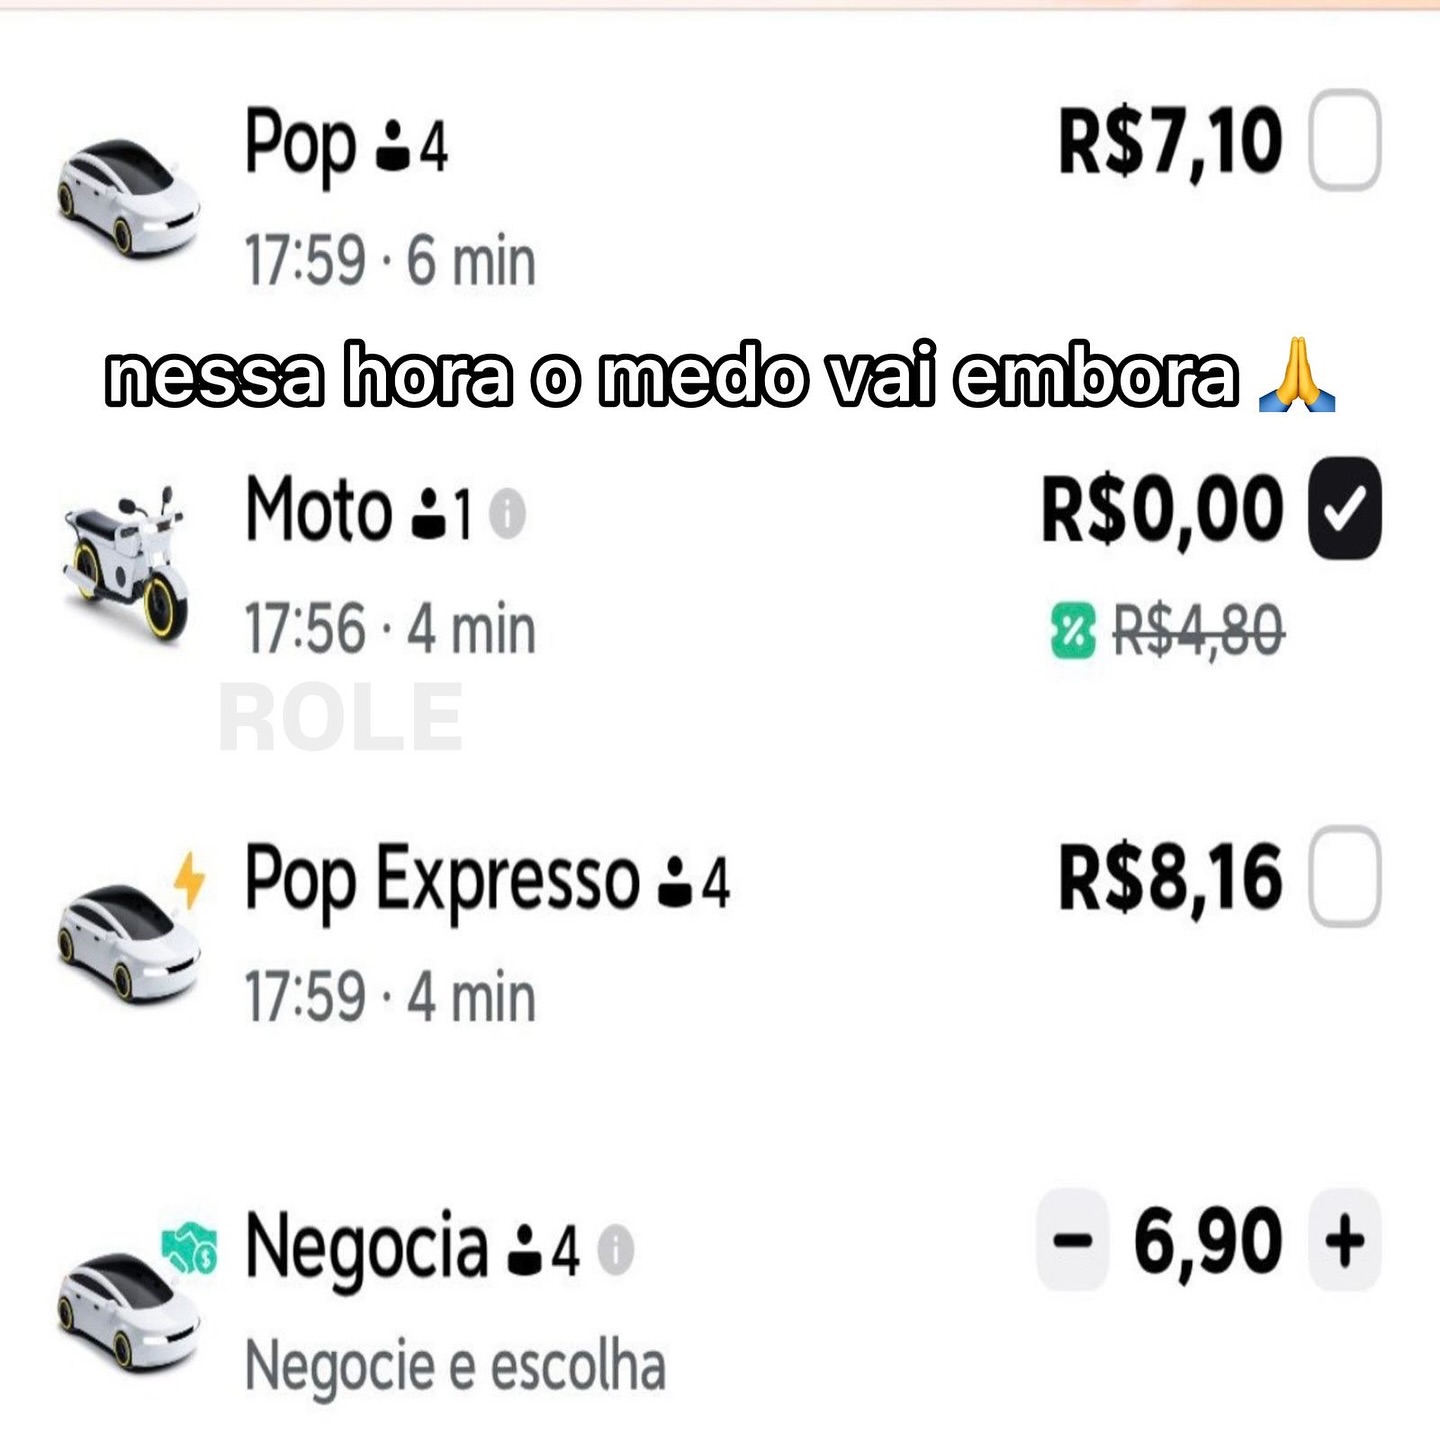 Pop 4 R$7,10
17:59 · 6 min
nessa hora o medo vai embora 🙏
Moto 1 R$0,00
17:56 · 4 min R$4,80
ROLE
Pop Expresso 4 R$8,16
17:59 · 4 min
Negocia 4 − 6,90 +
Negocie e escolha